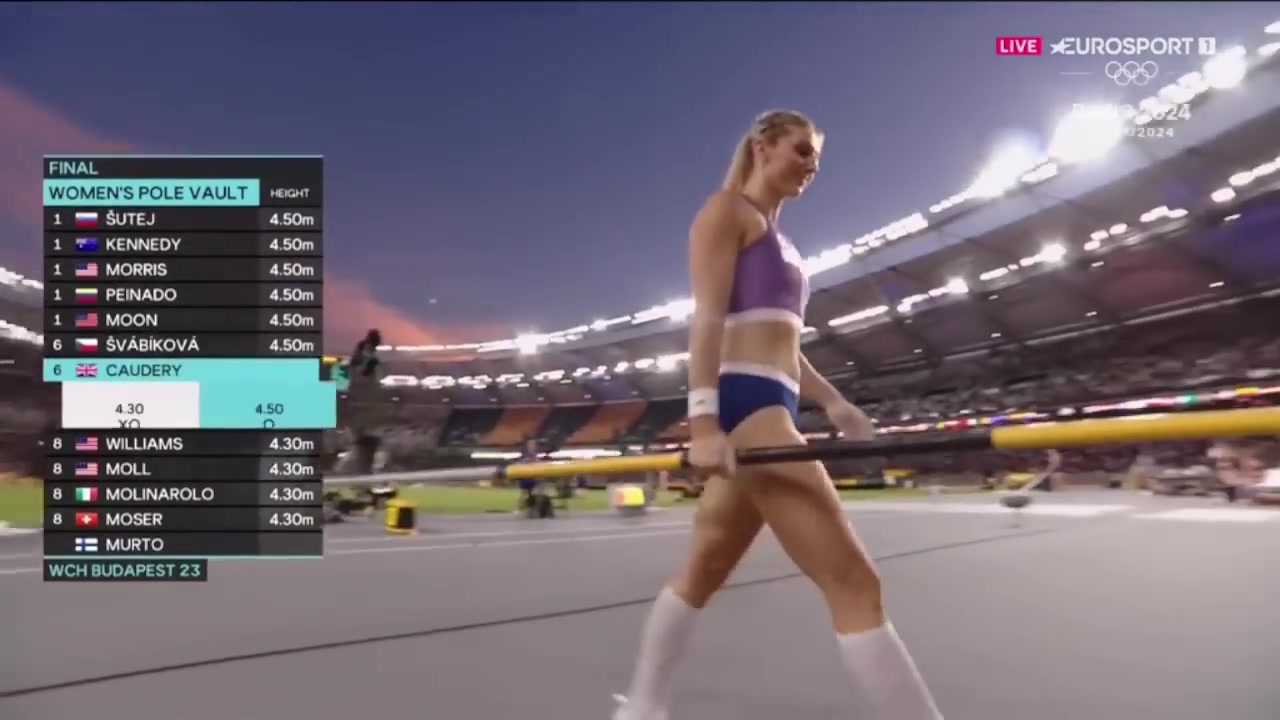 LIVE EUROSPORT 1
2024
/2024
FINAL
WOMEN'S POLE VAULT HEIGHT
1 ŠUTEJ 4.50m
1 KENNEDY 4.50m
1 MORRIS 4.50m
1 PEINADO 4.50m
1 MOON 4.50m
6 ŠVÁBÍKOVÁ 4.50m
6 CAUDERY
4.30 4.50
XO O
8 WILLIAMS 4.30m
8 MOLL 4.30m
8 MOLINAROLO 4.30m
8 MOSER 4.30m
MURTO
WCH BUDAPEST 23